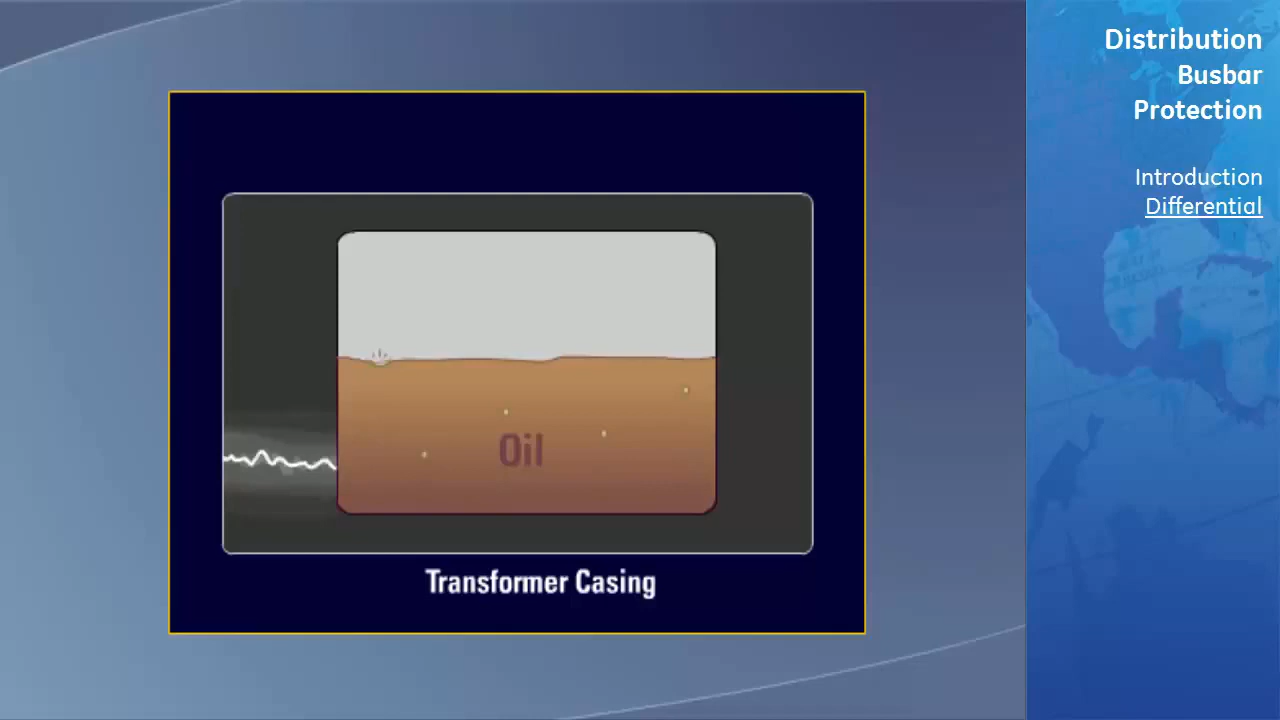 Distribution
Busbar
Protection
Introduction
Differential
Oil
Transformer Casing